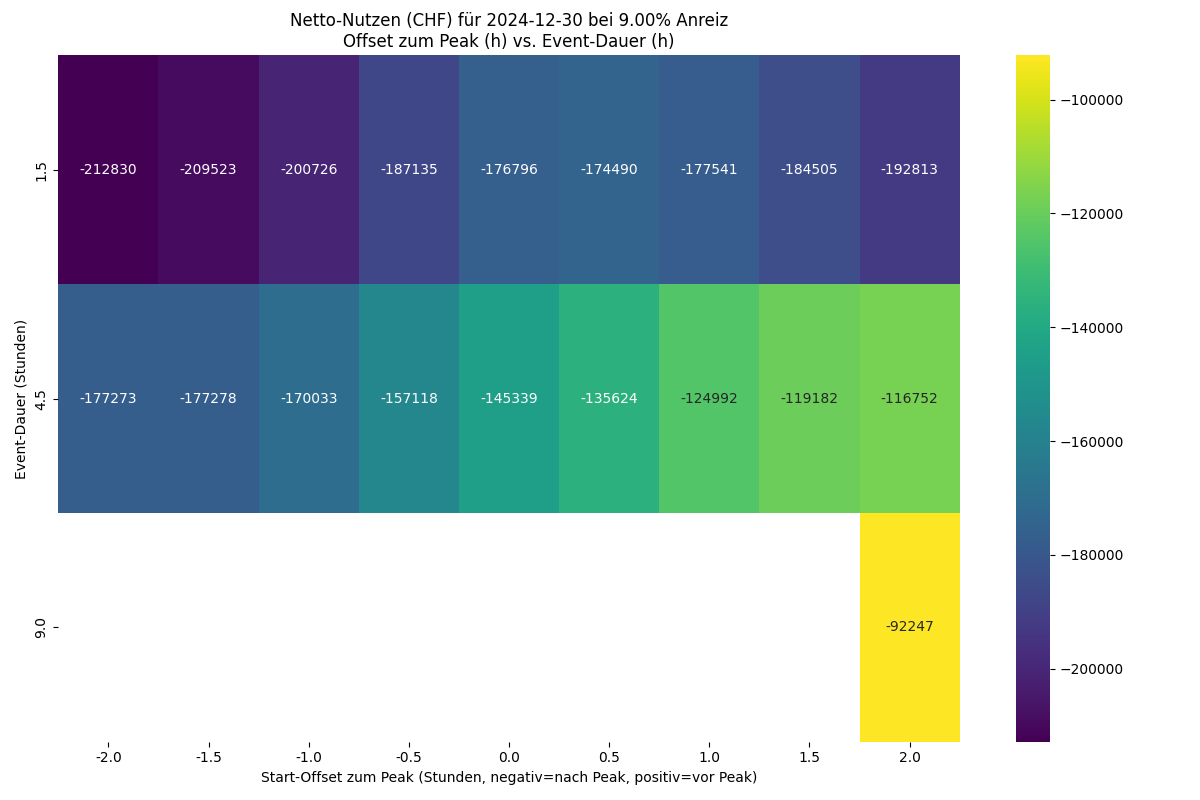 Netto-Nutzen (CHF) für 2024-12-30 bei 9.00% Anreiz
Offset zum Peak (h) vs. Event-Dauer (h)
Event-Dauer (Stunden)
1.5
-212830 -209523 -200726 -187135 -176796 -174490 -177541 -184505 -192813
4.5
-177273 -177278 -170033 -157118 -145339 -135624 -124992 -119182 -116752
9.0
-92247
-2.0 -1.5 -1.0 -0.5 0.0 0.5 1.0 1.5 2.0
Start-Offset zum Peak (Stunden, negativ=nach Peak, positiv=vor Peak)
−100000
−120000
−140000
−160000
−180000
−200000